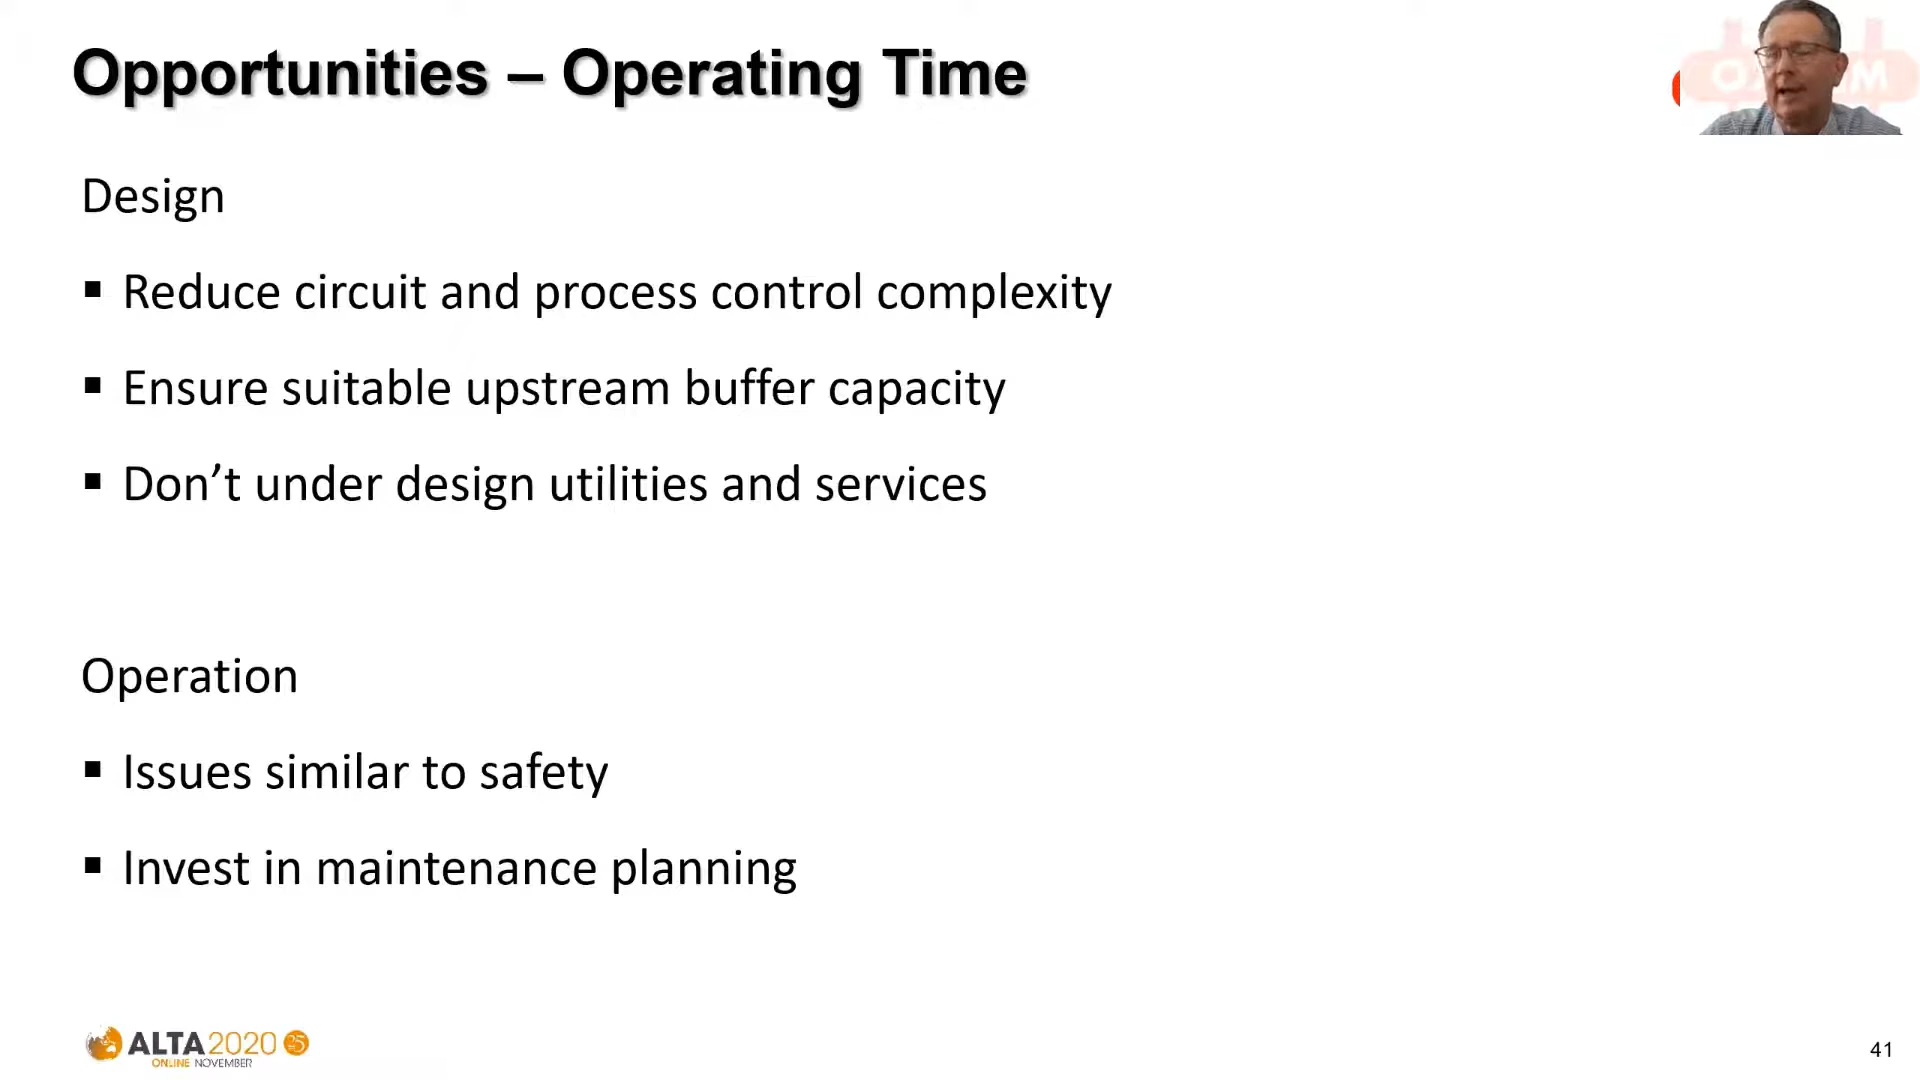 Opportunities – Operating Time
Design
▪ Reduce circuit and process control complexity
▪ Ensure suitable upstream buffer capacity
▪ Don’t under design utilities and services
Operation
▪ Issues similar to safety
▪ Invest in maintenance planning
ALTA 2020 25
ONLINE NOVEMBER
41